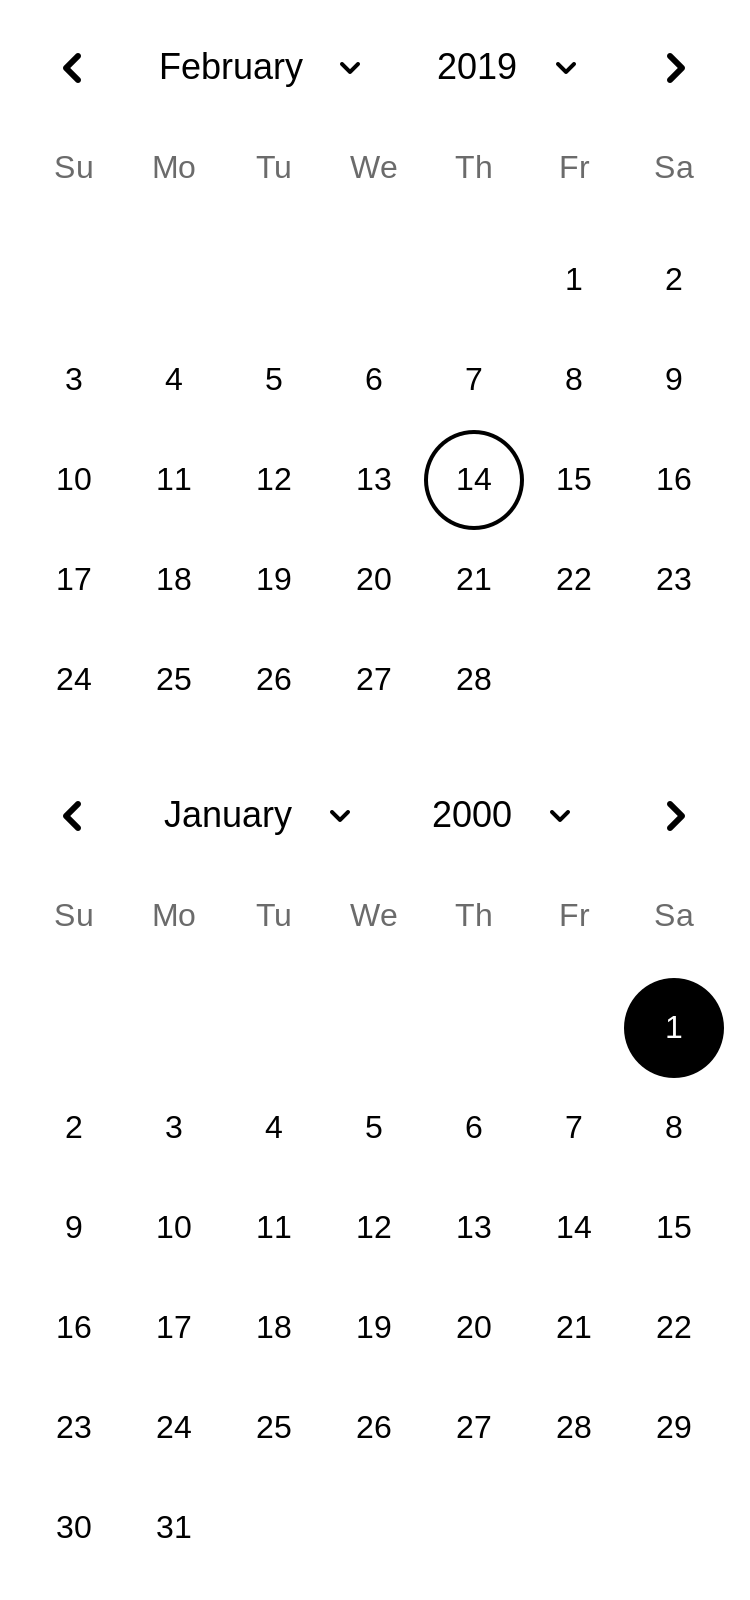 February 2019
Su Mo Tu We Th Fr Sa
1 2
3 4 5 6 7 8 9
10 11 12 13 14 15 16
17 18 19 20 21 22 23
24 25 26 27 28
January 2000
Su Mo Tu We Th Fr Sa
1
2 3 4 5 6 7 8
9 10 11 12 13 14 15
16 17 18 19 20 21 22
23 24 25 26 27 28 29
30 31